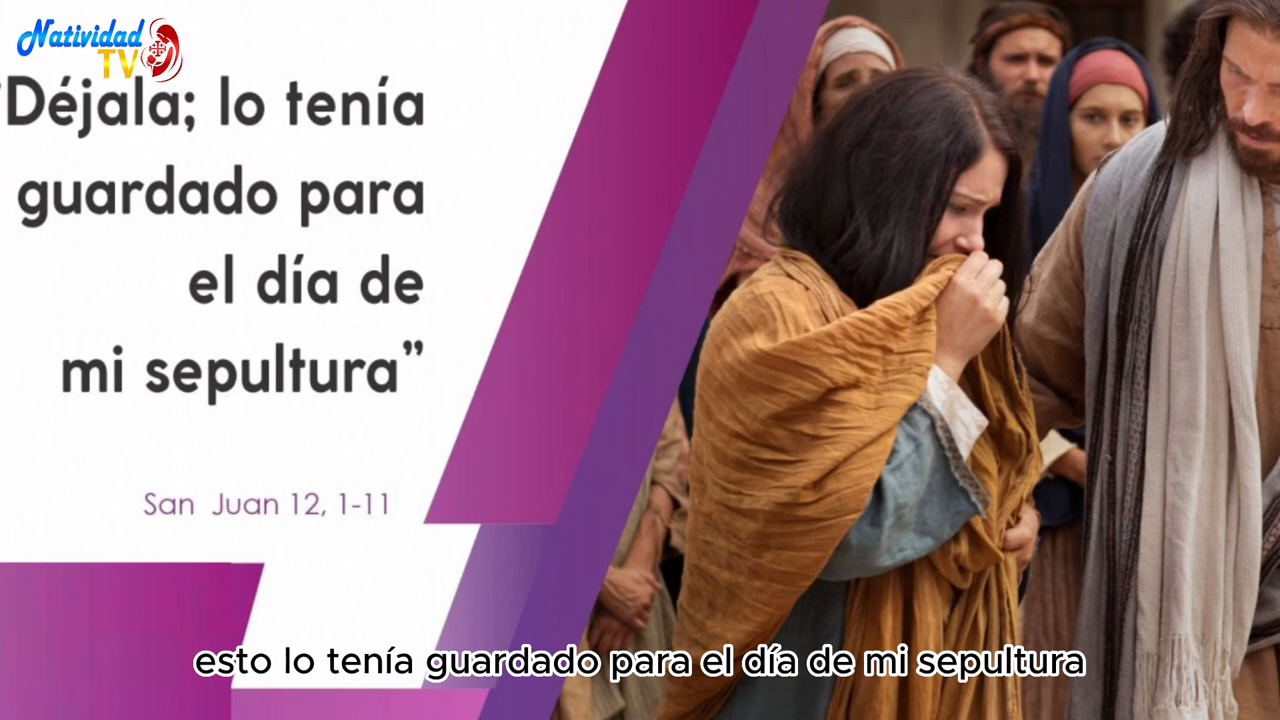 Natividad
TV
“Déjala; lo tenía
guardado para
el día de
mi sepultura”
San Juan 12, 1-11
esto lo tenía guardado para el día de mi sepultura